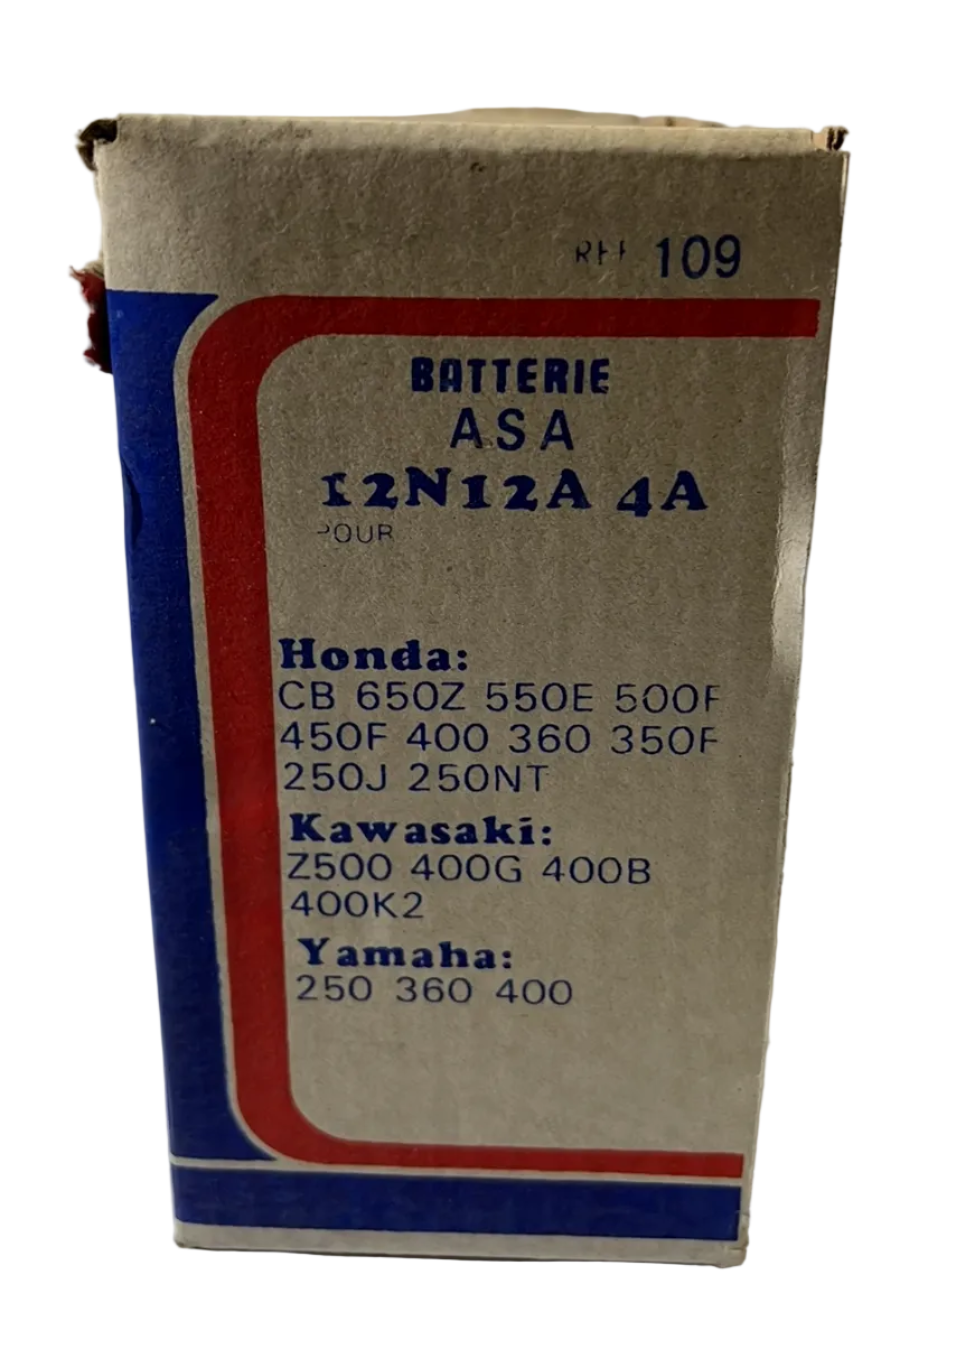 REF 109
BATTERIE
ASA
12N12A 4A
POUR
Honda:
CB 650Z 550E 500F
450F 400 360 350F
250J 250NT
Kawasaki:
Z500 400G 400B
400K2
Yamaha:
250 360 400